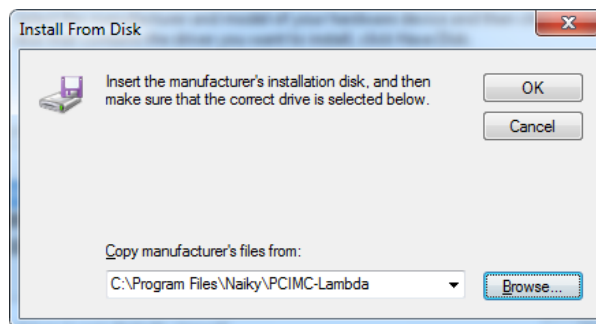 Install From Disk
Insert the manufacturer's installation disk, and then
make sure that the correct drive is selected below.
OK
Cancel
Copy manufacturer's files from:
C:\Program Files\Naiky\PCIMC-Lambda
Browse...